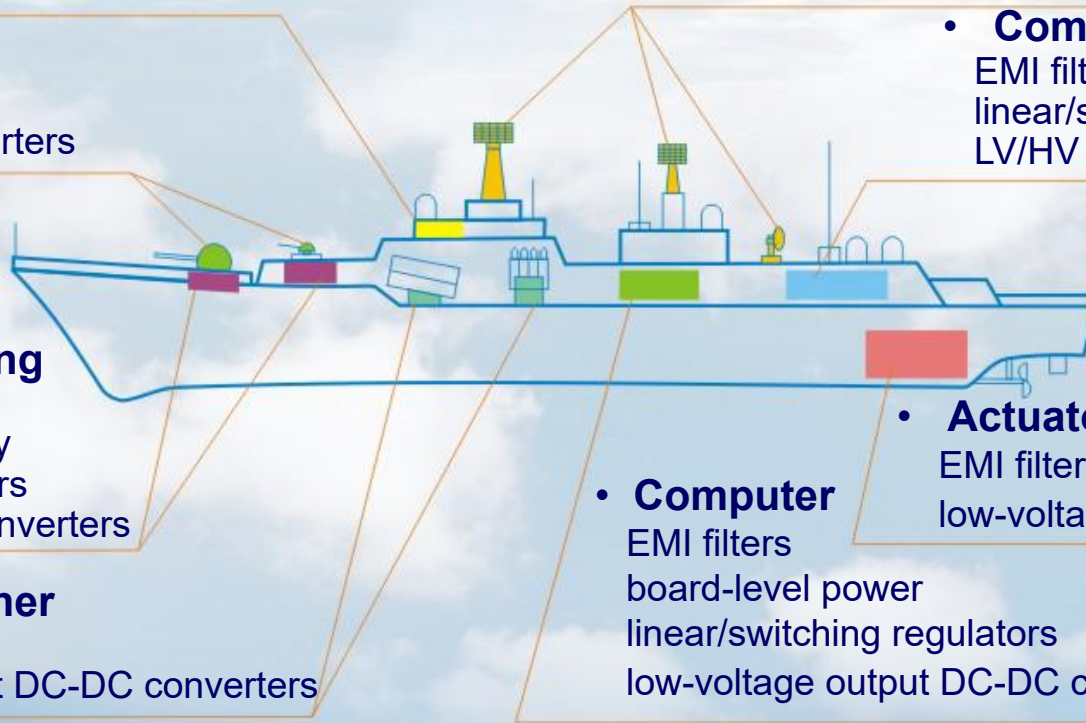 rters
• Com
EMI filt
linear/s
LV/HV
ng
y
rs
nverters
ner
t DC-DC converters
• Computer
EMI filters
board-level power
linear/switching regulators
low-voltage output DC-DC c
• Actuato
EMI filter
low-volta